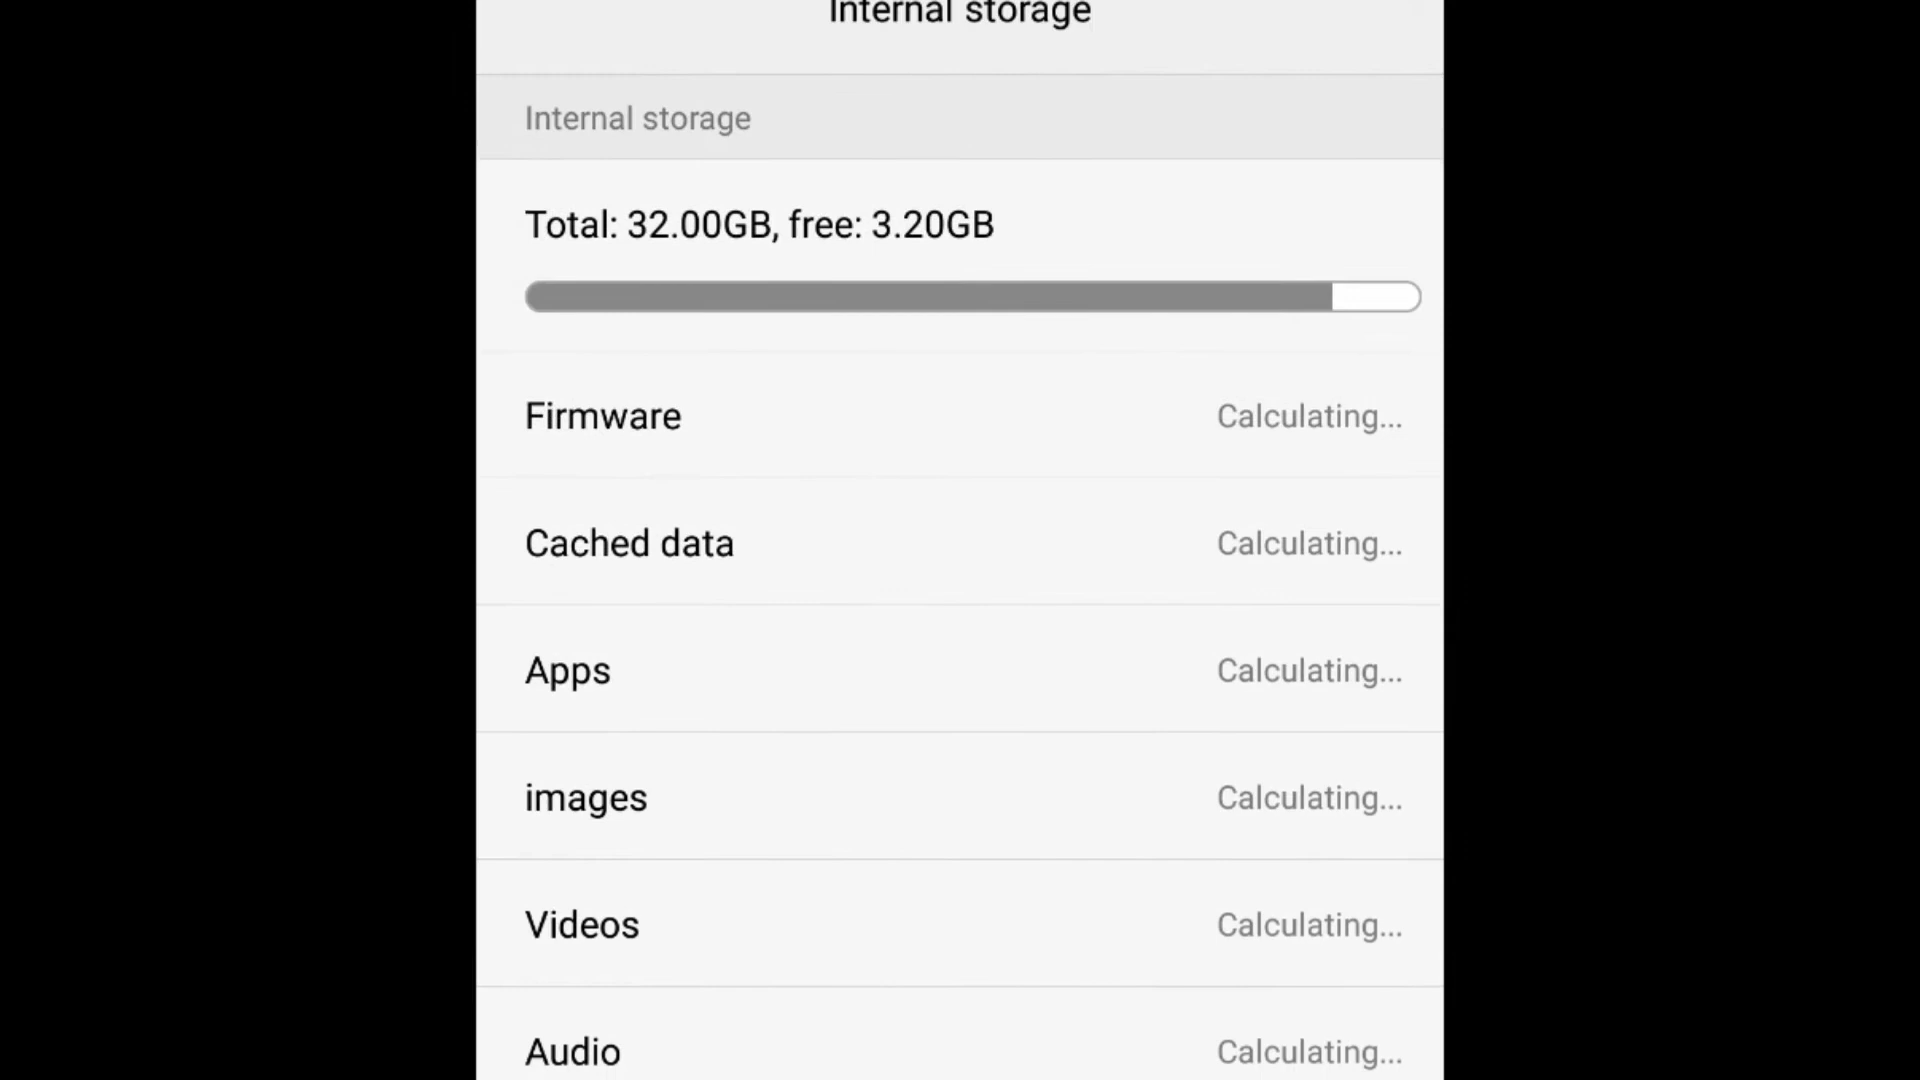 Internal storage
Internal storage
Total: 32.00GB, free: 3.20GB
Firmware Calculating...
Cached data Calculating...
Apps Calculating...
images Calculating...
Videos Calculating...
Audio Calculating...